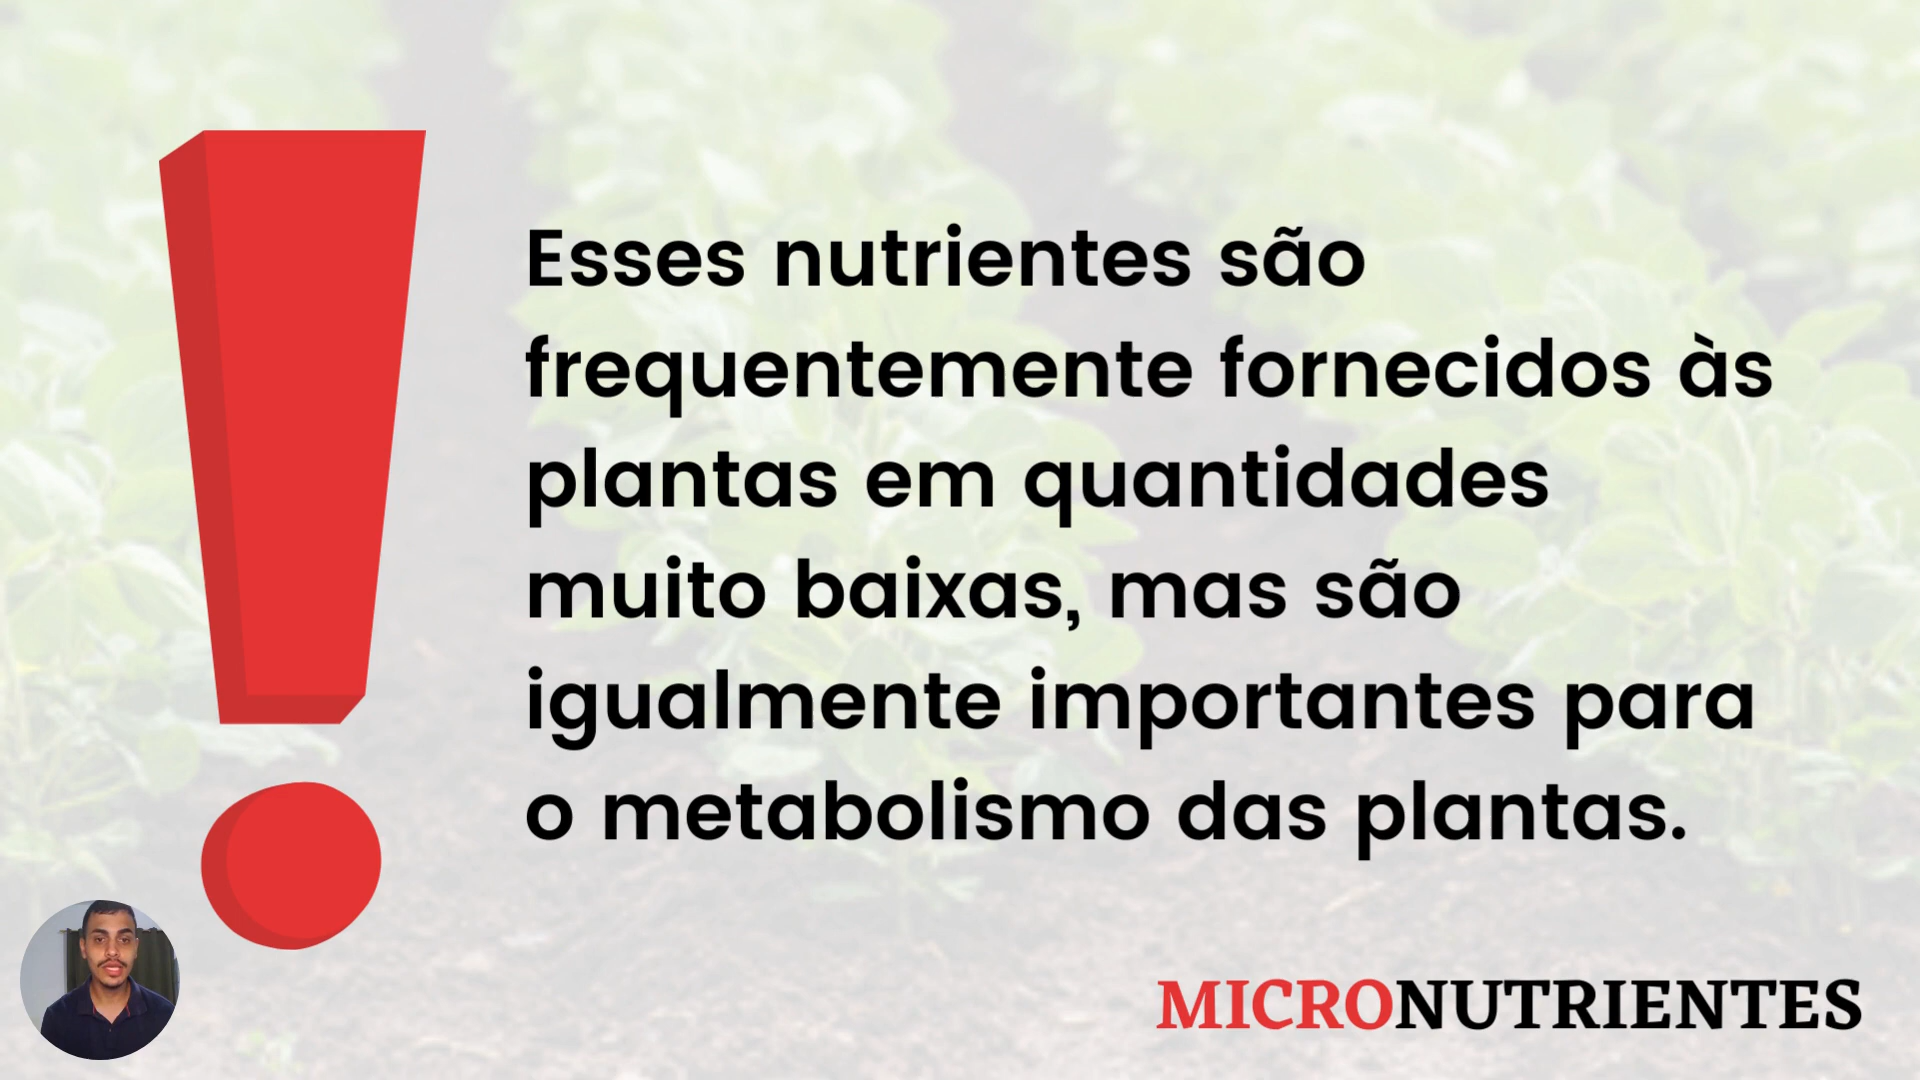 Esses nutrientes são
frequentemente fornecidos às
plantas em quantidades
muito baixas, mas são
igualmente importantes para
o metabolismo das plantas.
MICRONUTRIENTES